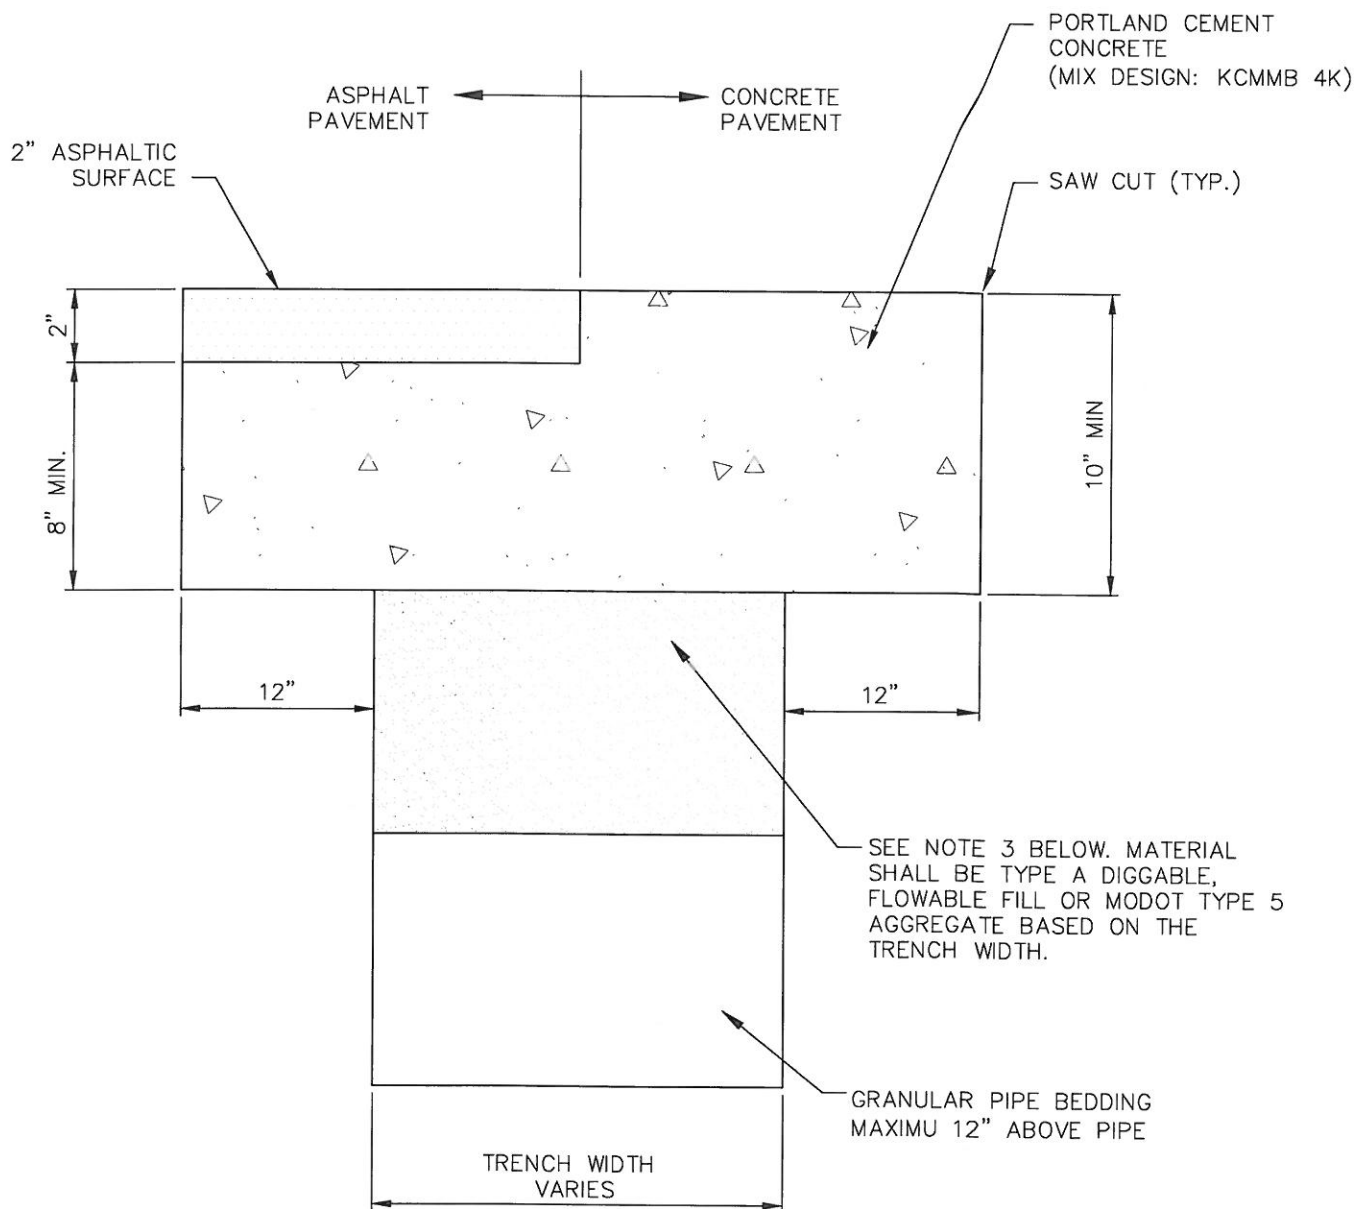 PORTLAND CEMENT
CONCRETE
(MIX DESIGN: KCMMB 4K)
ASPHALT
PAVEMENT
CONCRETE
PAVEMENT
2" ASPHALTIC
SURFACE
SAW CUT (TYP.)
2"
8" MIN.
10" MIN
12"
12"
SEE NOTE 3 BELOW. MATERIAL
SHALL BE TYPE A DIGGABLE,
FLOWABLE FILL OR MODOT TYPE 5
AGGREGATE BASED ON THE
TRENCH WIDTH.
GRANULAR PIPE BEDDING
MAXIMU 12" ABOVE PIPE
TRENCH WIDTH
VARIES